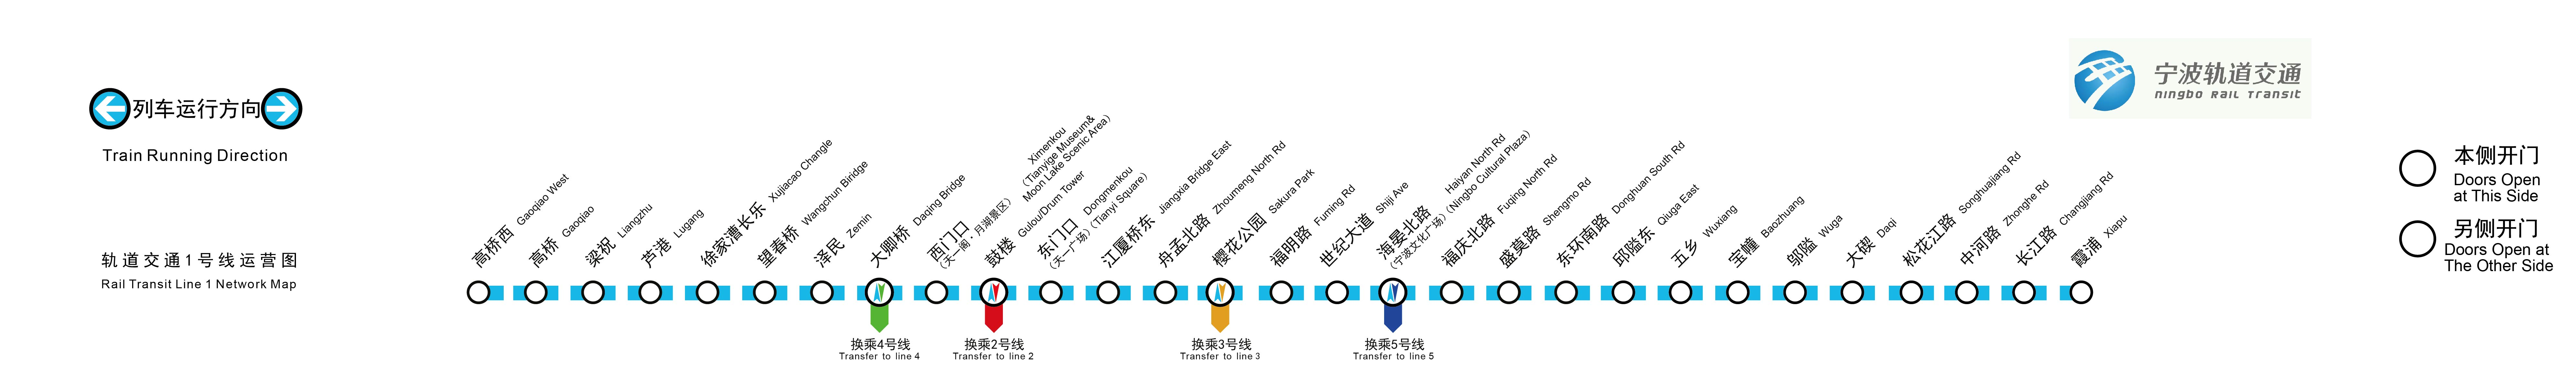 列车运行方向
Train Running Direction
轨道交通1号线运营图
Rail Transit Line 1 Network Map
高桥西 Gaoqiao West
高桥 Gaoqiao
梁祝 Liangzhu
芦港 Lugang
徐家漕长乐 Xujiacao Changle
望春桥 Wangchun Biridge
泽民 Zemin
大卿桥 Daqing Bridge
西门口 Ximenkou
(天一阁·月湖景区) (Tianyige Museum&
Moon Lake Scenic Area)
鼓楼 Gulou/Drum Tower
东门口 Dongmenkou
(天一广场) (Tianyi Square)
江厦桥东 Jiangxia Bridge East
舟孟北路 Zhoumeng North Rd
樱花公园 Sakura Park
福明路 Fuming Rd
世纪大道 Shiji Ave
海晏北路 Haiyan North Rd
(宁波文化广场) (Ningbo Cultural Plaza)
福庆北路 Fuqing North Rd
盛莫路 Shengmo Rd
东环南路 Donghuan South Rd
邱隘东 Qiuga East
五乡 Wuxiang
宝幢 Baozhuang
邬隘 Wuga
大碶 Daqi
松花江路 Songhuajiang Rd
中河路 Zhonghe Rd
长江路 Changjiang Rd
霞浦 Xiapu
换乘4号线
Transfer to line 4
换乘2号线
Transfer to line 2
换乘3号线
Transfer to line 3
换乘5号线
Transfer to line 5
宁波轨道交通
NINGBO RAIL TRANSIT
本侧开门
Doors Open
at This Side
另侧开门
Doors Open at
The Other Side